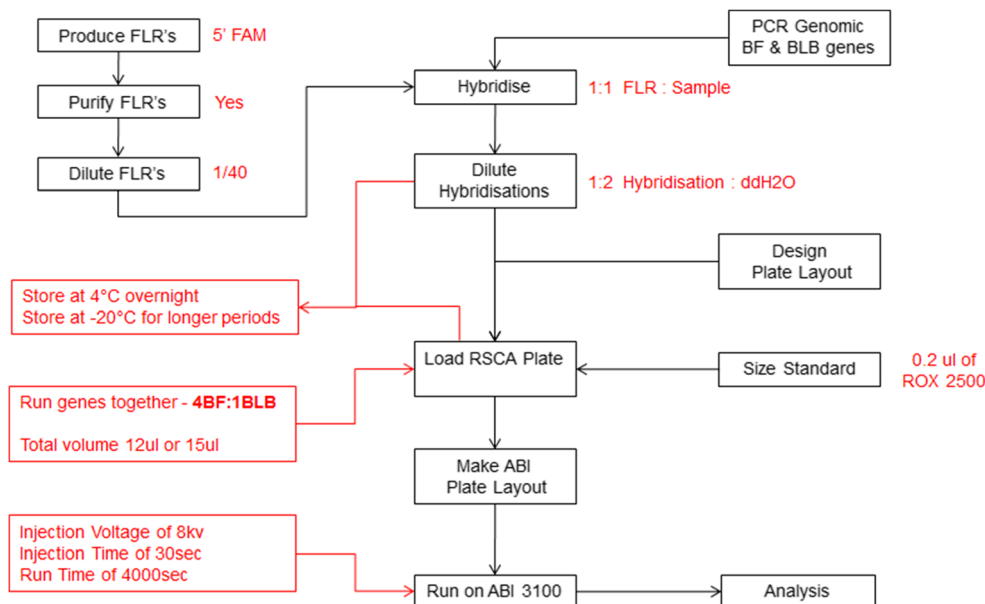 Produce FLR's
5' FAM
Purify FLR's
Yes
Dilute FLR's
1/40
PCR Genomic
BF & BLB genes
Hybridise
1:1 FLR : Sample
Dilute
Hybridisations
1:2 Hybridisation : ddH2O
Design
Plate Layout
Store at 4°C overnight
Store at -20°C for longer periods
Load RSCA Plate
Size Standard
0.2 ul of
ROX 2500
Run genes together - 4BF:1BLB
Total volume 12ul or 15ul
Make ABI
Plate Layout
Injection Voltage of 8kv
Injection Time of 30sec
Run Time of 4000sec
Run on ABI 3100
Analysis